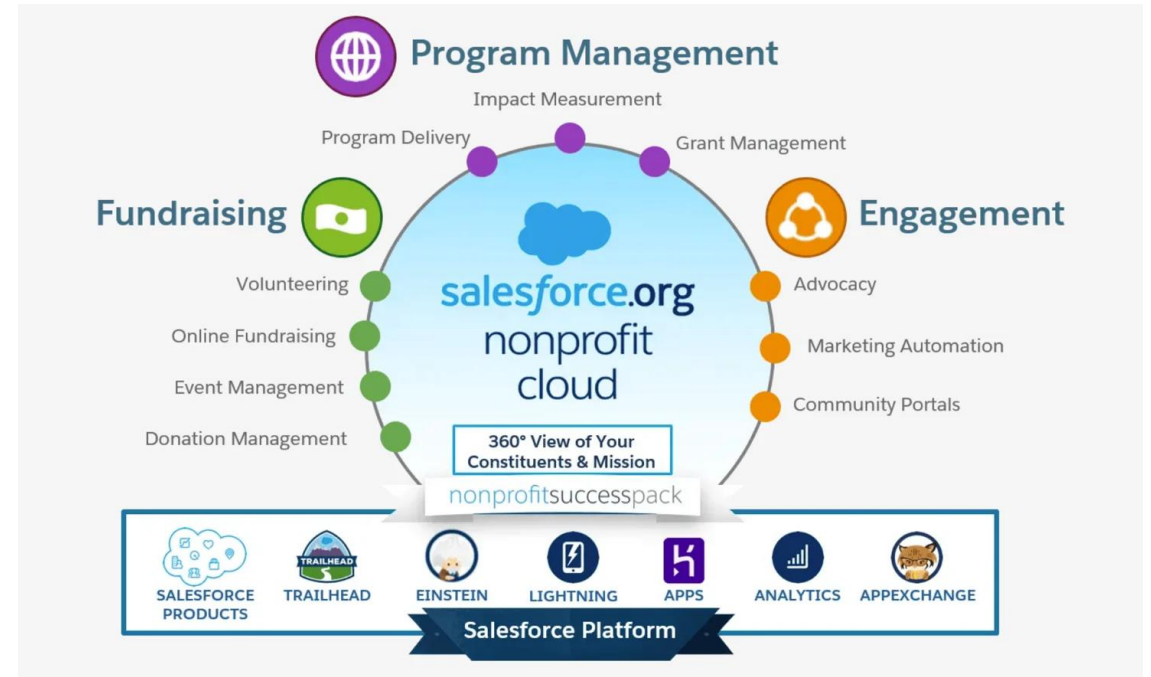 Program Management
Impact Measurement
Program Delivery
Grant Management
Fundraising
Engagement
Volunteering
Online Fundraising
Event Management
Donation Management
Advocacy
Marketing Automation
Community Portals
salesforce.org
nonprofit
cloud
360° View of Your
Constituents & Mission
nonprofitsuccesspack
SALESFORCE
PRODUCTS
TRAILHEAD
TRAILHEAD
EINSTEIN
LIGHTNING
APPS
ANALYTICS
APPEXCHANGE
Salesforce Platform